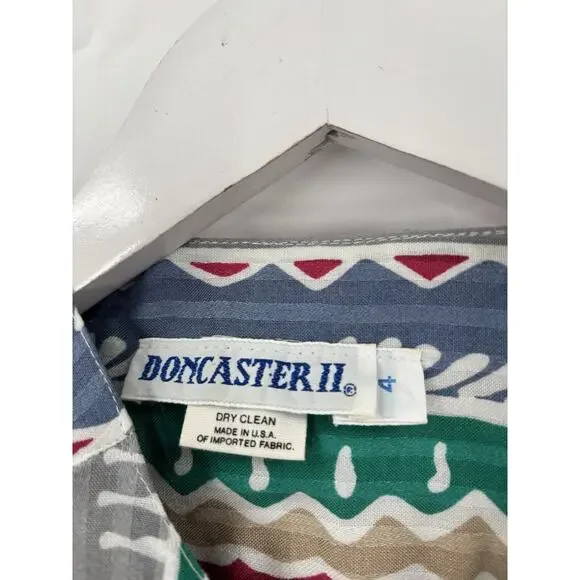 DONCASTER II®
4
DRY CLEAN
MADE IN U.S.A.
OF IMPORTED FABRIC.